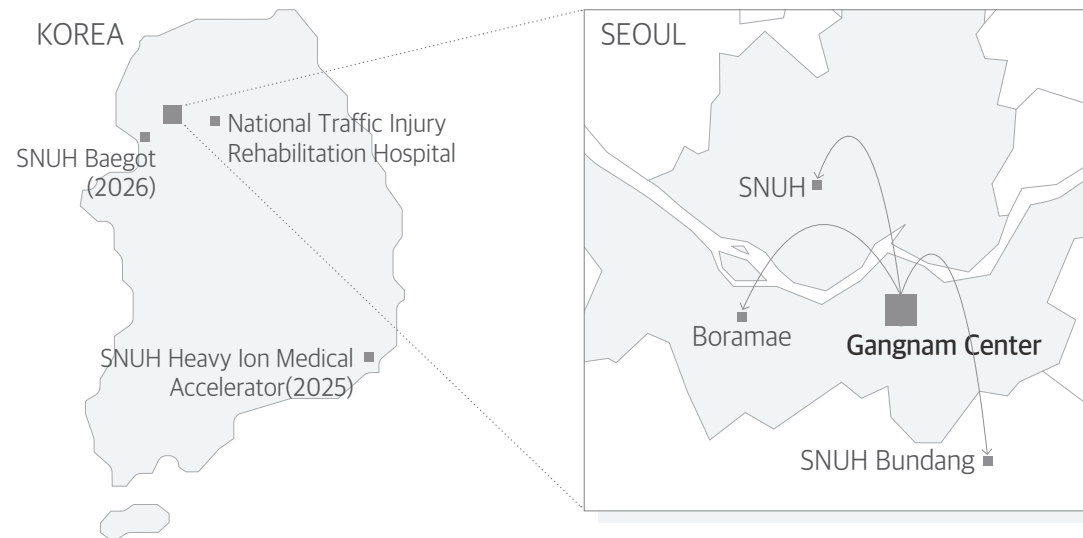 KOREA
National Traffic Injury
Rehabilitation Hospital
SNUH Baegot
(2026)
SNUH Heavy Ion Medical
Accelerator(2025)
SEOUL
SNUH
Boramae
Gangnam Center
SNUH Bundang